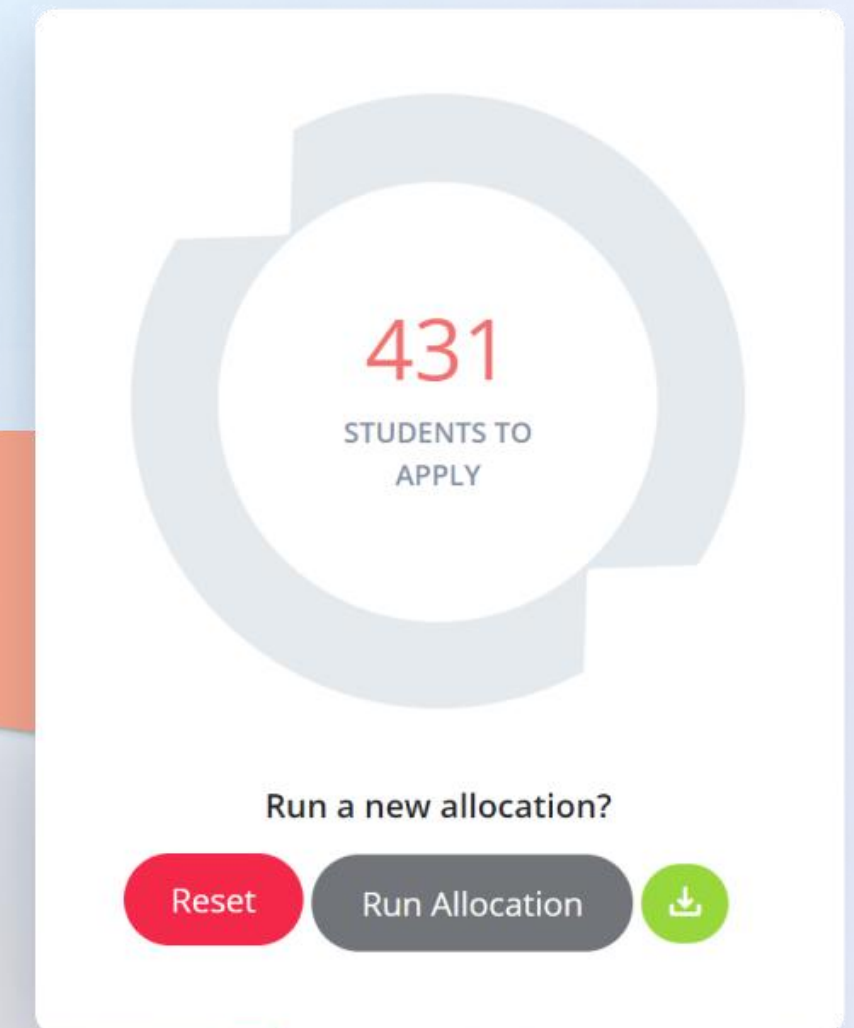 431
STUDENTS TO
APPLY
Run a new allocation?
Reset Run Allocation